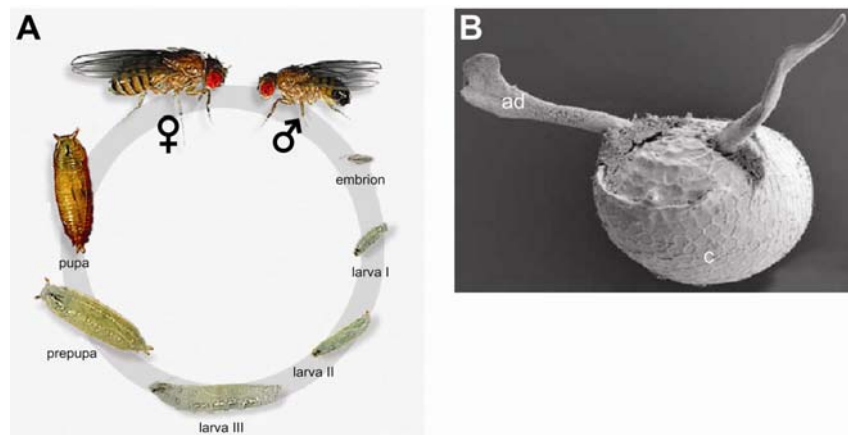 A
B
♀
♂
ad
embrion
pupa
larva I
c
prepupa
larva II
larva III